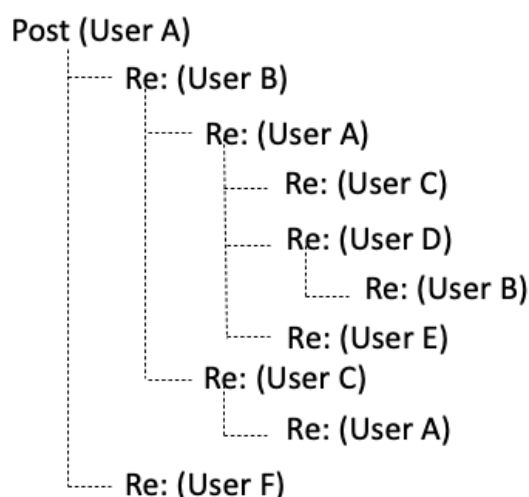 Post (User A)
Re: (User B)
Re: (User A)
Re: (User C)
Re: (User D)
Re: (User B)
Re: (User E)
Re: (User C)
Re: (User A)
Re: (User F)